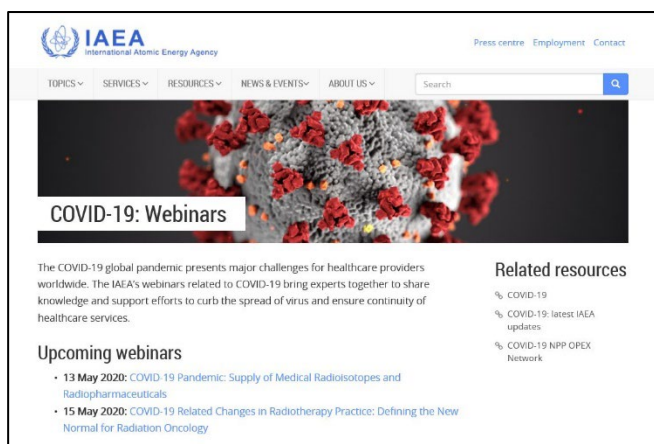 IAEA
International Atomic Energy Agency
Press centre Employment Contact
TOPICS SERVICES RESOURCES NEWS & EVENTS ABOUT US Search
COVID-19: Webinars
The COVID-19 global pandemic presents major challenges for healthcare providers
worldwide. The IAEA's webinars related to COVID-19 bring experts together to share
knowledge and support efforts to curb the spread of virus and ensure continuity of
healthcare services.
Upcoming webinars
• 13 May 2020: COVID-19 Pandemic: Supply of Medical Radioisotopes and
Radiopharmaceuticals
• 15 May 2020: COVID-19 Related Changes in Radiotherapy Practice: Defining the New
Normal for Radiation Oncology
Related resources
COVID-19
COVID-19: latest IAEA
updates
COVID-19 NPP OPEX
Network